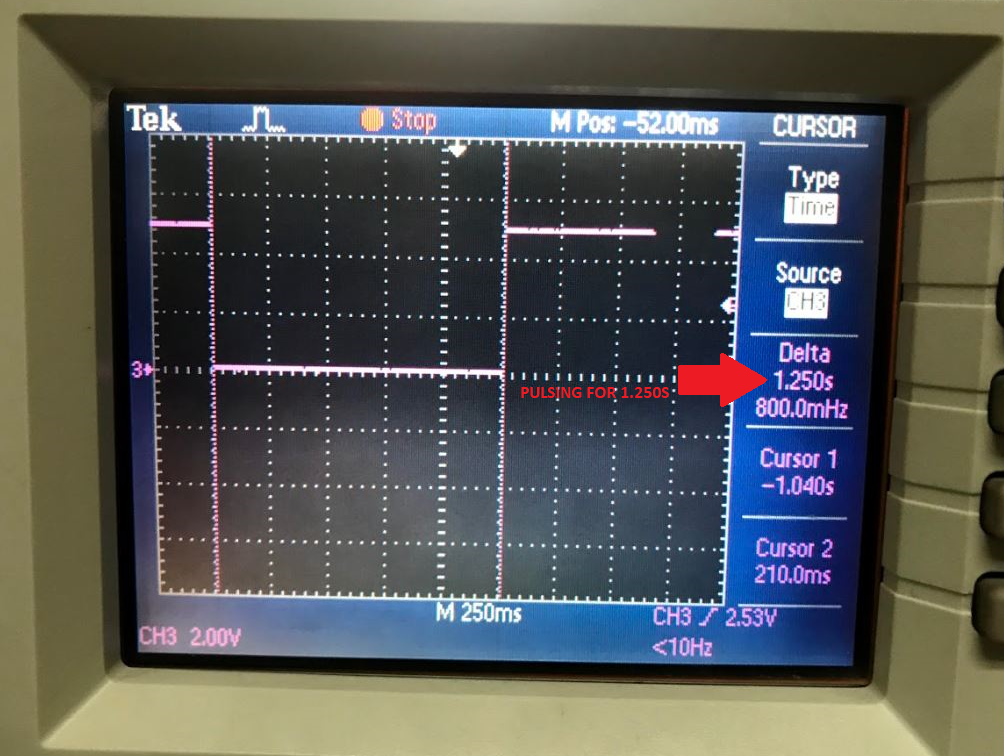 Tek
Stop
M Pos: -52.00ms
CURSOR
Type
Time
Source
CH3
Delta
1.250s
800.0mHz
PULSING FOR 1.250S
3
Cursor 1
-1.040s
Cursor 2
210.0ms
CH3 2.00V
M 250ms
CH3 2.53V
<10Hz